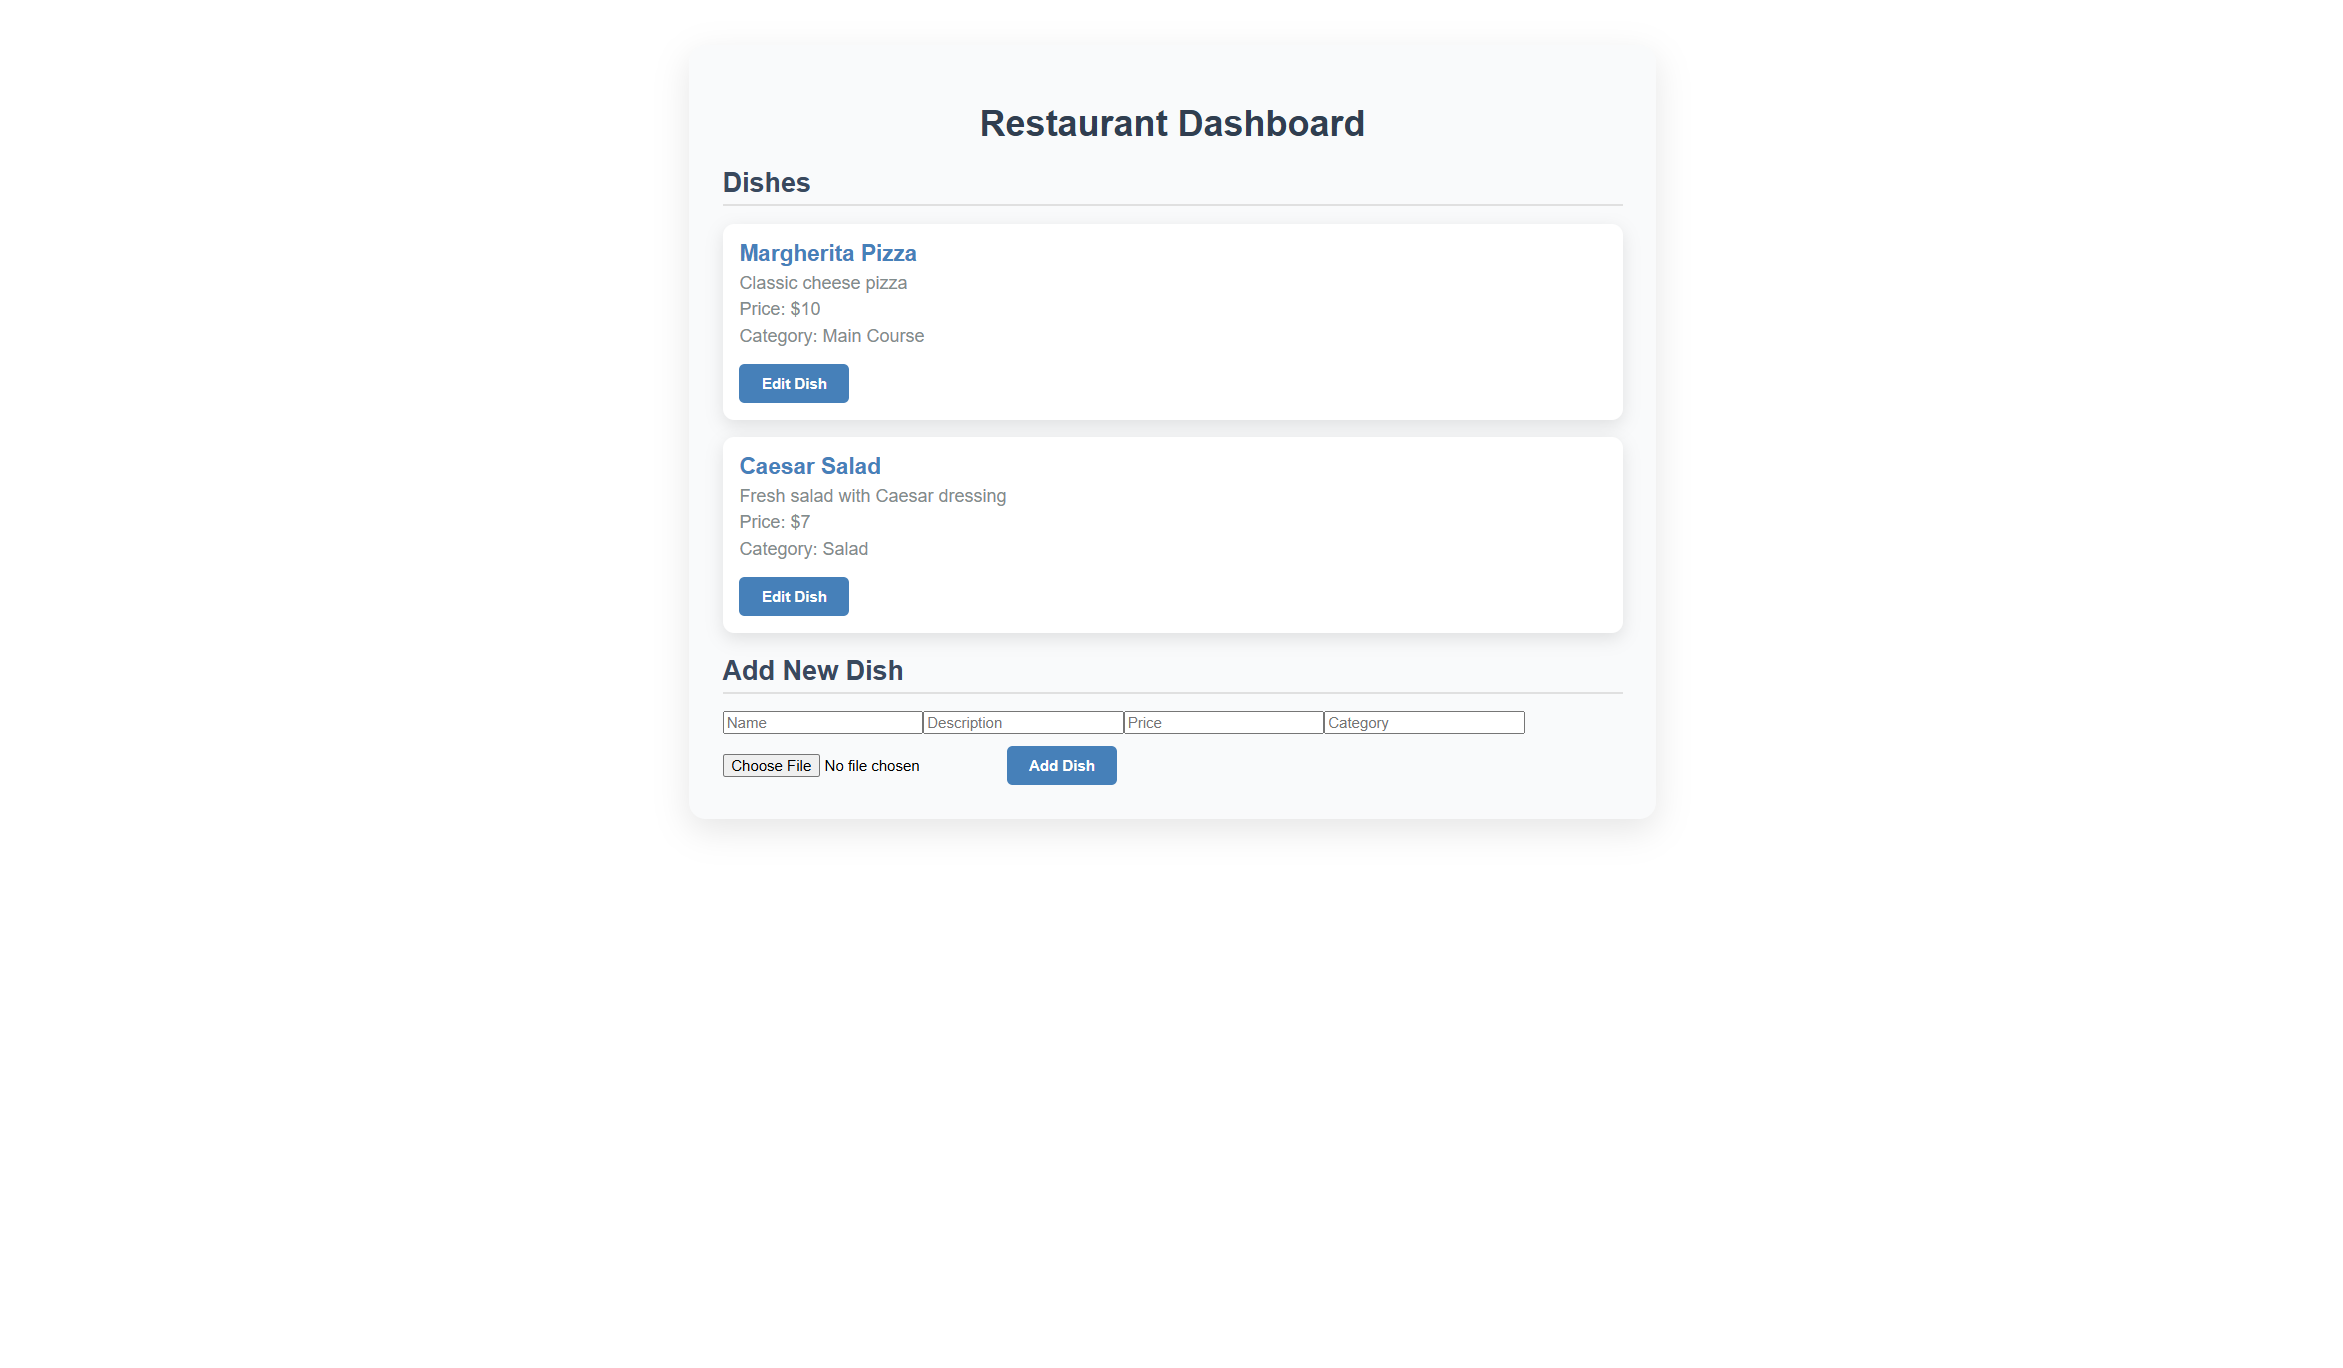 Restaurant Dashboard
Dishes
Margherita Pizza
Classic cheese pizza
Price: $10
Category: Main Course
Edit Dish
Caesar Salad
Fresh salad with Caesar dressing
Price: $7
Category: Salad
Edit Dish
Add New Dish
Name Description Price Category
Choose File No file chosen Add Dish